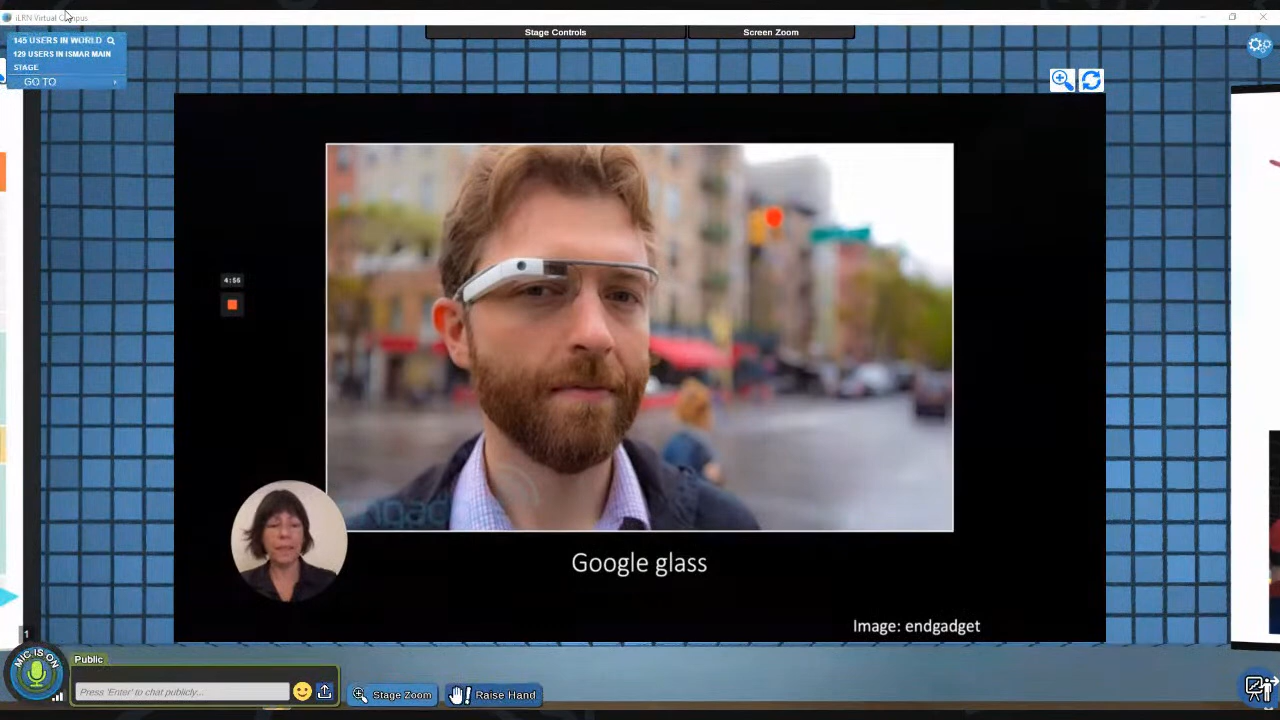 iLRN Virtual Campus
145 USERS IN WORLD
129 USERS IN ISMAR MAIN
STAGE
GO TO
Stage Controls
Screen Zoom
4:56
engadget
Google glass
Image: endgadget
1
MIC IS ON
Public
Press 'Enter' to chat publicly...
Stage Zoom
Raise Hand